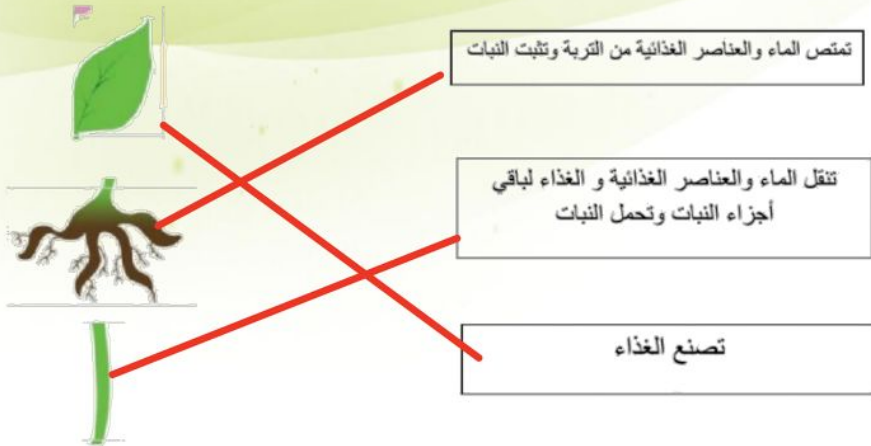 تمتص الماء والعناصر الغذائية من التربة وتثبت النبات
تنقل الماء والعناصر الغذائية و الغذاء لباقي
أجزاء النبات وتحمل النبات
تصنع الغذاء